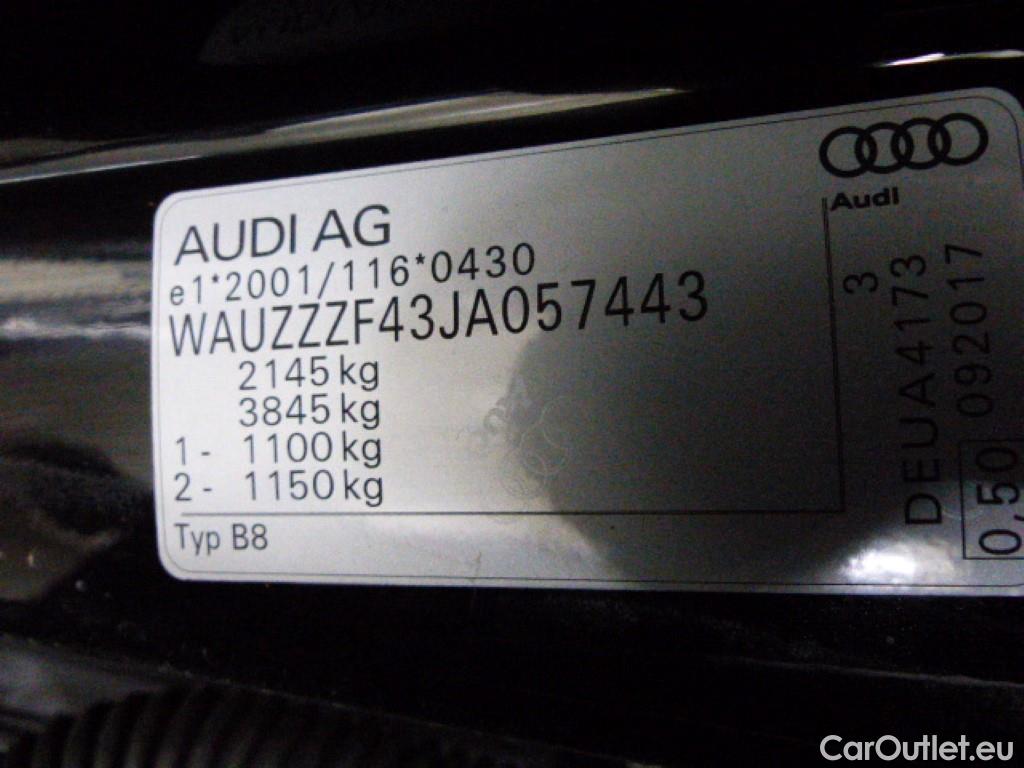 Audi
AUDI AG
e1*2001/116*0430
WAUZZZF43JA057443
2145 kg
3845 kg
1 - 1100 kg
2 - 1150 kg
Typ B8
3
DEUA4173
092017
0,50
CarOutlet.eu